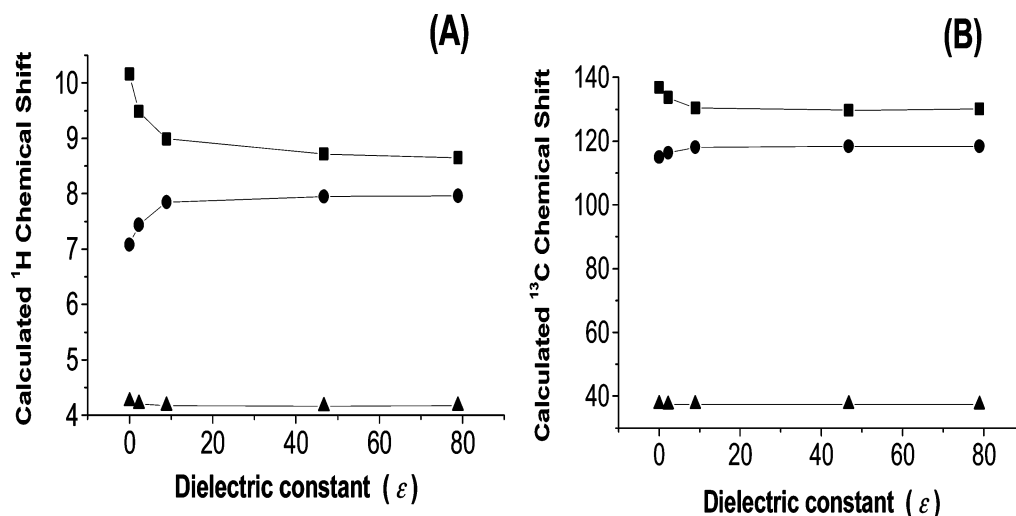 (A)
Calculated ¹H Chemical Shift
10
9
8
7
6
5
4
0 20 40 60 80
Dielectric constant ( ε )
(B)
Calculated ¹³C Chemical Shift
140
120
100
80
60
40
0 20 40 60 80
Dielectric constant ( ε )